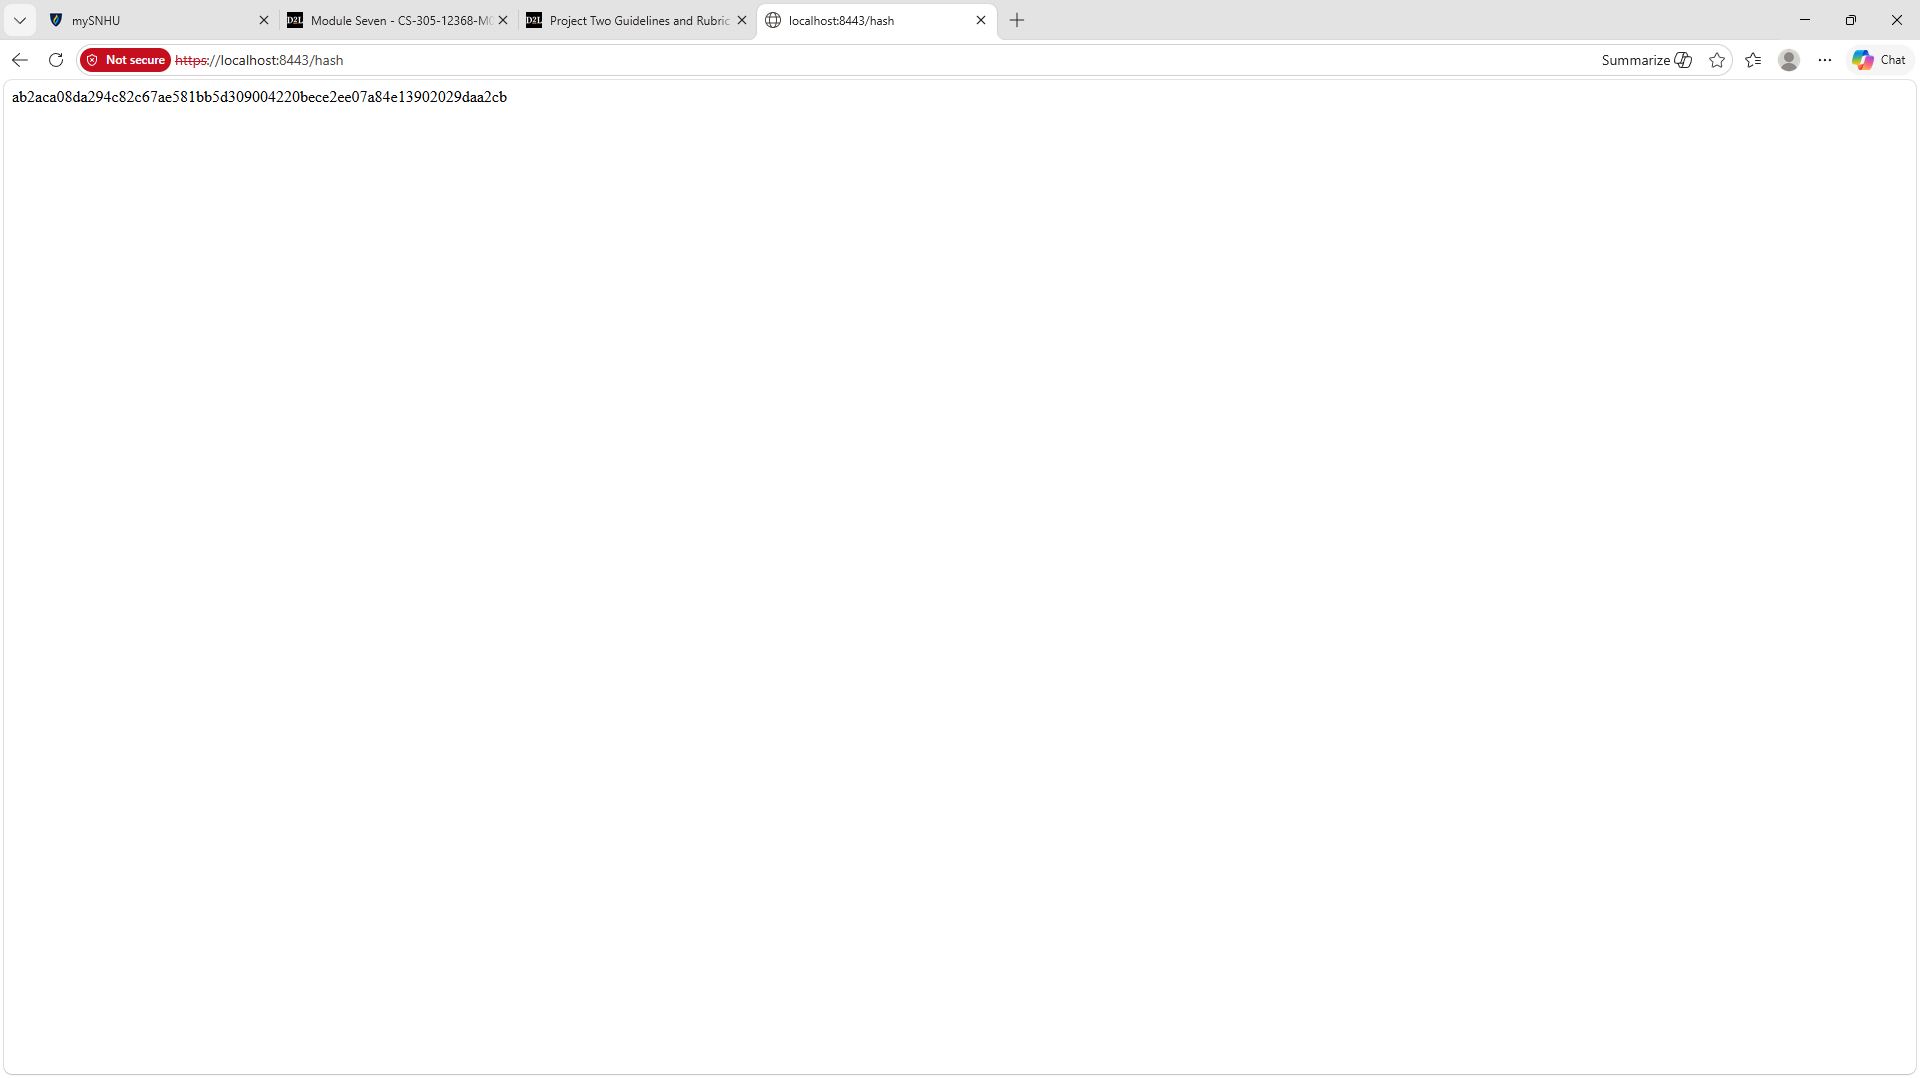 mySNHU
Module Seven - CS-305-12368-M
Project Two Guidelines and Rubric
localhost:8443/hash
Not secure
https://localhost:8443/hash
Summarize
Chat
ab2aca08da294c82c67ae581bb5d309004220bece2ee07a84e13902029daa2cb